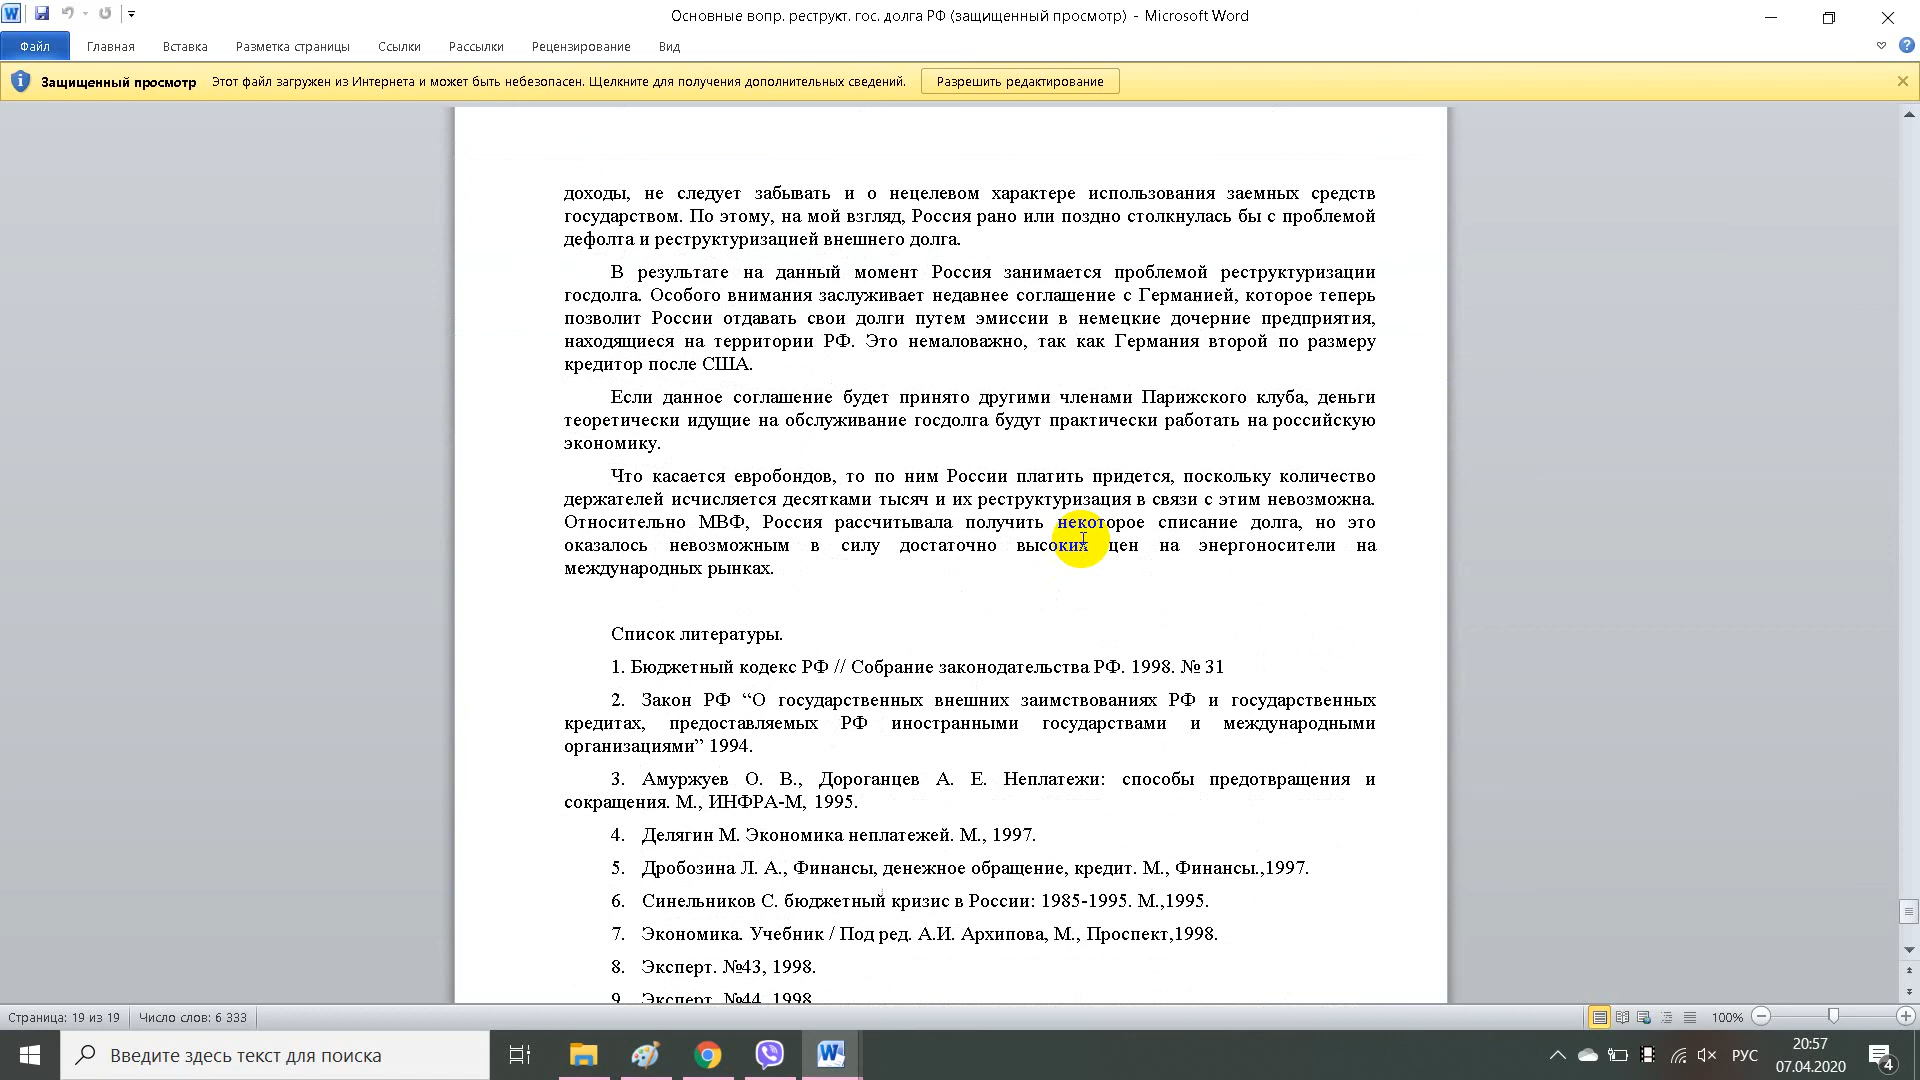 Основные вопр. реструкт. гос. долга РФ (защищенный просмотр) - Microsoft Word
Файл Главная Вставка Разметка страницы Ссылки Рассылки Рецензирование Вид
Защищенный просмотр Этот файл загружен из Интернета и может быть небезопасен. Щелкните для получения дополнительных сведений. Разрешить редактирование
доходы, не следует забывать и о нецелевом характере использования заемных средств
государством. По этому, на мой взгляд, Россия рано или поздно столкнулась бы с проблемой
дефолта и реструктуризацией внешнего долга.
В результате на данный момент Россия занимается проблемой реструктуризации
госдолга. Особого внимания заслуживает недавнее соглашение с Германией, которое теперь
позволит России отдавать свои долги путем эмиссии в немецкие дочерние предприятия,
находящиеся на территории РФ. Это немаловажно, так как Германия второй по размеру
кредитор после США.
Если данное соглашение будет принято другими членами Парижского клуба, деньги
теоретически идущие на обслуживание госдолга будут практически работать на российскую
экономику.
Что касается евробондов, то по ним России платить придется, поскольку количество
держателей исчисляется десятками тысяч и их реструктуризация в связи с этим невозможна.
Относительно МВФ, Россия рассчитывала получить некоторое списание долга, но это
оказалось невозможным в силу достаточно высоких цен на энергоносители на
международных рынках.
Список литературы.
1. Бюджетный кодекс РФ // Собрание законодательства РФ. 1998. № 31
2. Закон РФ “О государственных внешних заимствованиях РФ и государственных
кредитах, предоставляемых РФ иностранными государствами и международными
организациями” 1994.
3. Амуржуев О. В., Дороганцев А. Е. Неплатежи: способы предотвращения и
сокращения. М., ИНФРА-М, 1995.
4. Делягин М. Экономика неплатежей. М., 1997.
5. Дробозина Л. А., Финансы, денежное обращение, кредит. М., Финансы.,1997.
6. Синельников С. бюджетный кризис в России: 1985-1995. М.,1995.
7. Экономика. Учебник / Под ред. А.И. Архипова, М., Проспект,1998.
8. Эксперт. №43, 1998.
9. Эксперт. №44, 1998
Страница: 19 из 19 Число слов: 6 333 100%
Введите здесь текст для поиска РУС 20:57
07.04.2020 4